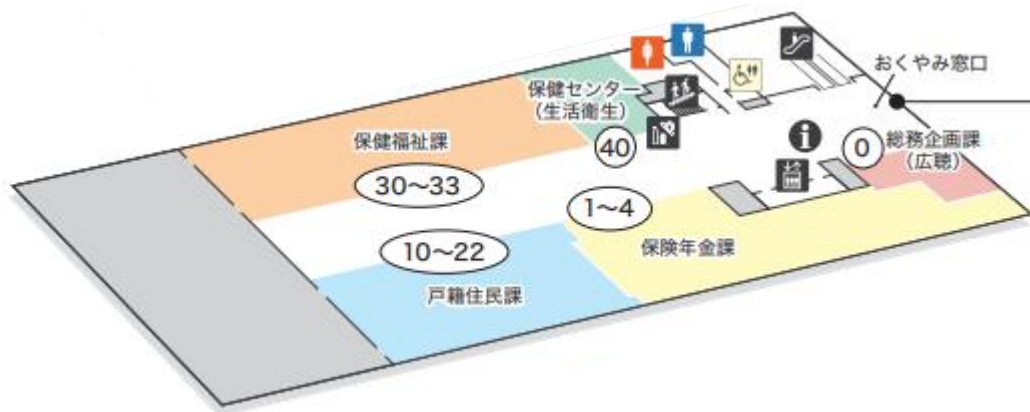 おくやみ窓口
保健センター
（生活衛生）
保健福祉課
40
0
総務企画課
（広聴）
30～33
1～4
10～22
保険年金課
戸籍住民課